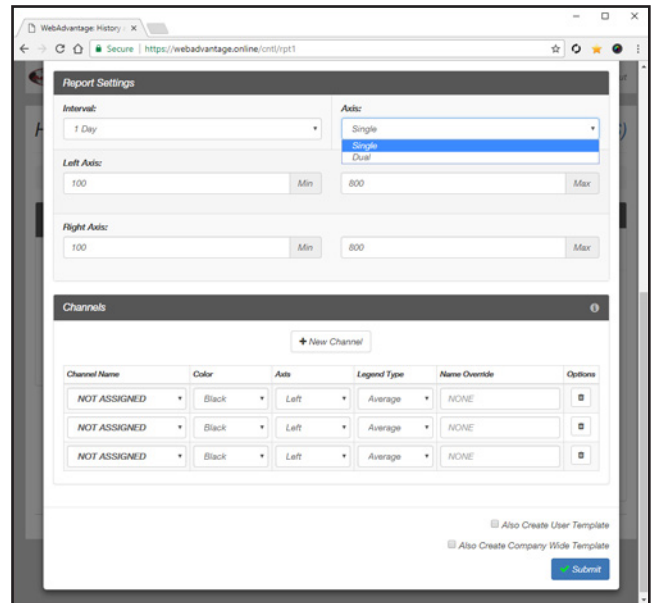 WebAdvantage: History
Secure | https://webadvantage.online/cntl/rpt1
Report Settings
Interval: Axis:
1 Day Single
Single
Dual
Left Axis:
100 Min 800 Max
Right Axis:
100 Min 800 Max
Channels
+ New Channel
Channel Name Color Axis Legend Type Name Override Options
NOT ASSIGNED Black Left Average NONE
NOT ASSIGNED Black Left Average NONE
NOT ASSIGNED Black Left Average NONE
Also Create User Template
Also Create Company Wide Template
Submit